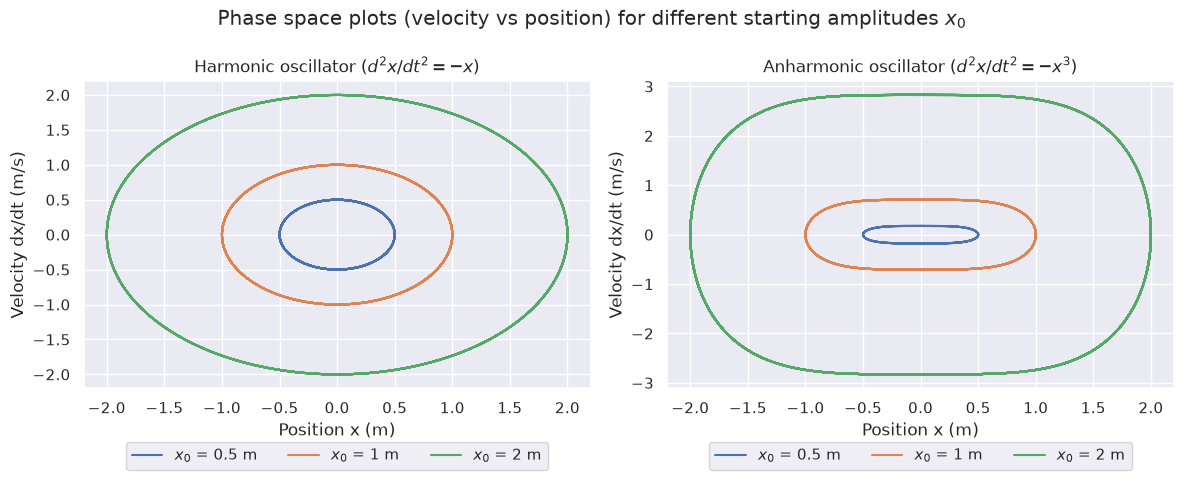 Phase space plots (velocity vs position) for different starting amplitudes x₀
Harmonic oscillator (d²x/dt² = −x)
Velocity dx/dt (m/s)
2.0
1.5
1.0
0.5
0.0
−0.5
−1.0
−1.5
−2.0
−2.0 −1.5 −1.0 −0.5 0.0 0.5 1.0 1.5 2.0
Position x (m)
x₀ = 0.5 m x₀ = 1 m x₀ = 2 m
Anharmonic oscillator (d²x/dt² = −x³)
Velocity dx/dt (m/s)
3
2
1
0
−1
−2
−3
−2.0 −1.5 −1.0 −0.5 0.0 0.5 1.0 1.5 2.0
Position x (m)
x₀ = 0.5 m x₀ = 1 m x₀ = 2 m